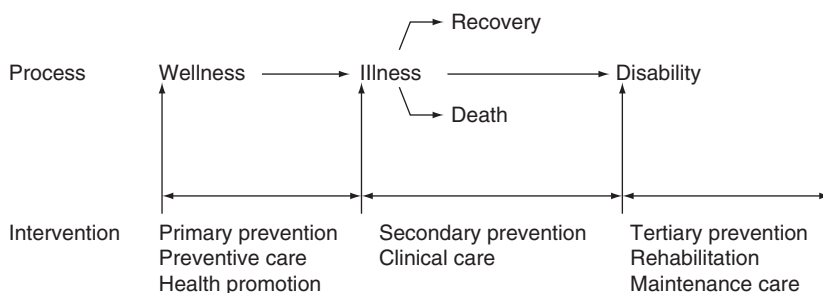 Recovery
Process Wellness Illness Disability
Death
Intervention Primary prevention Secondary prevention Tertiary prevention
Preventive care Clinical care Rehabilitation
Health promotion Maintenance care